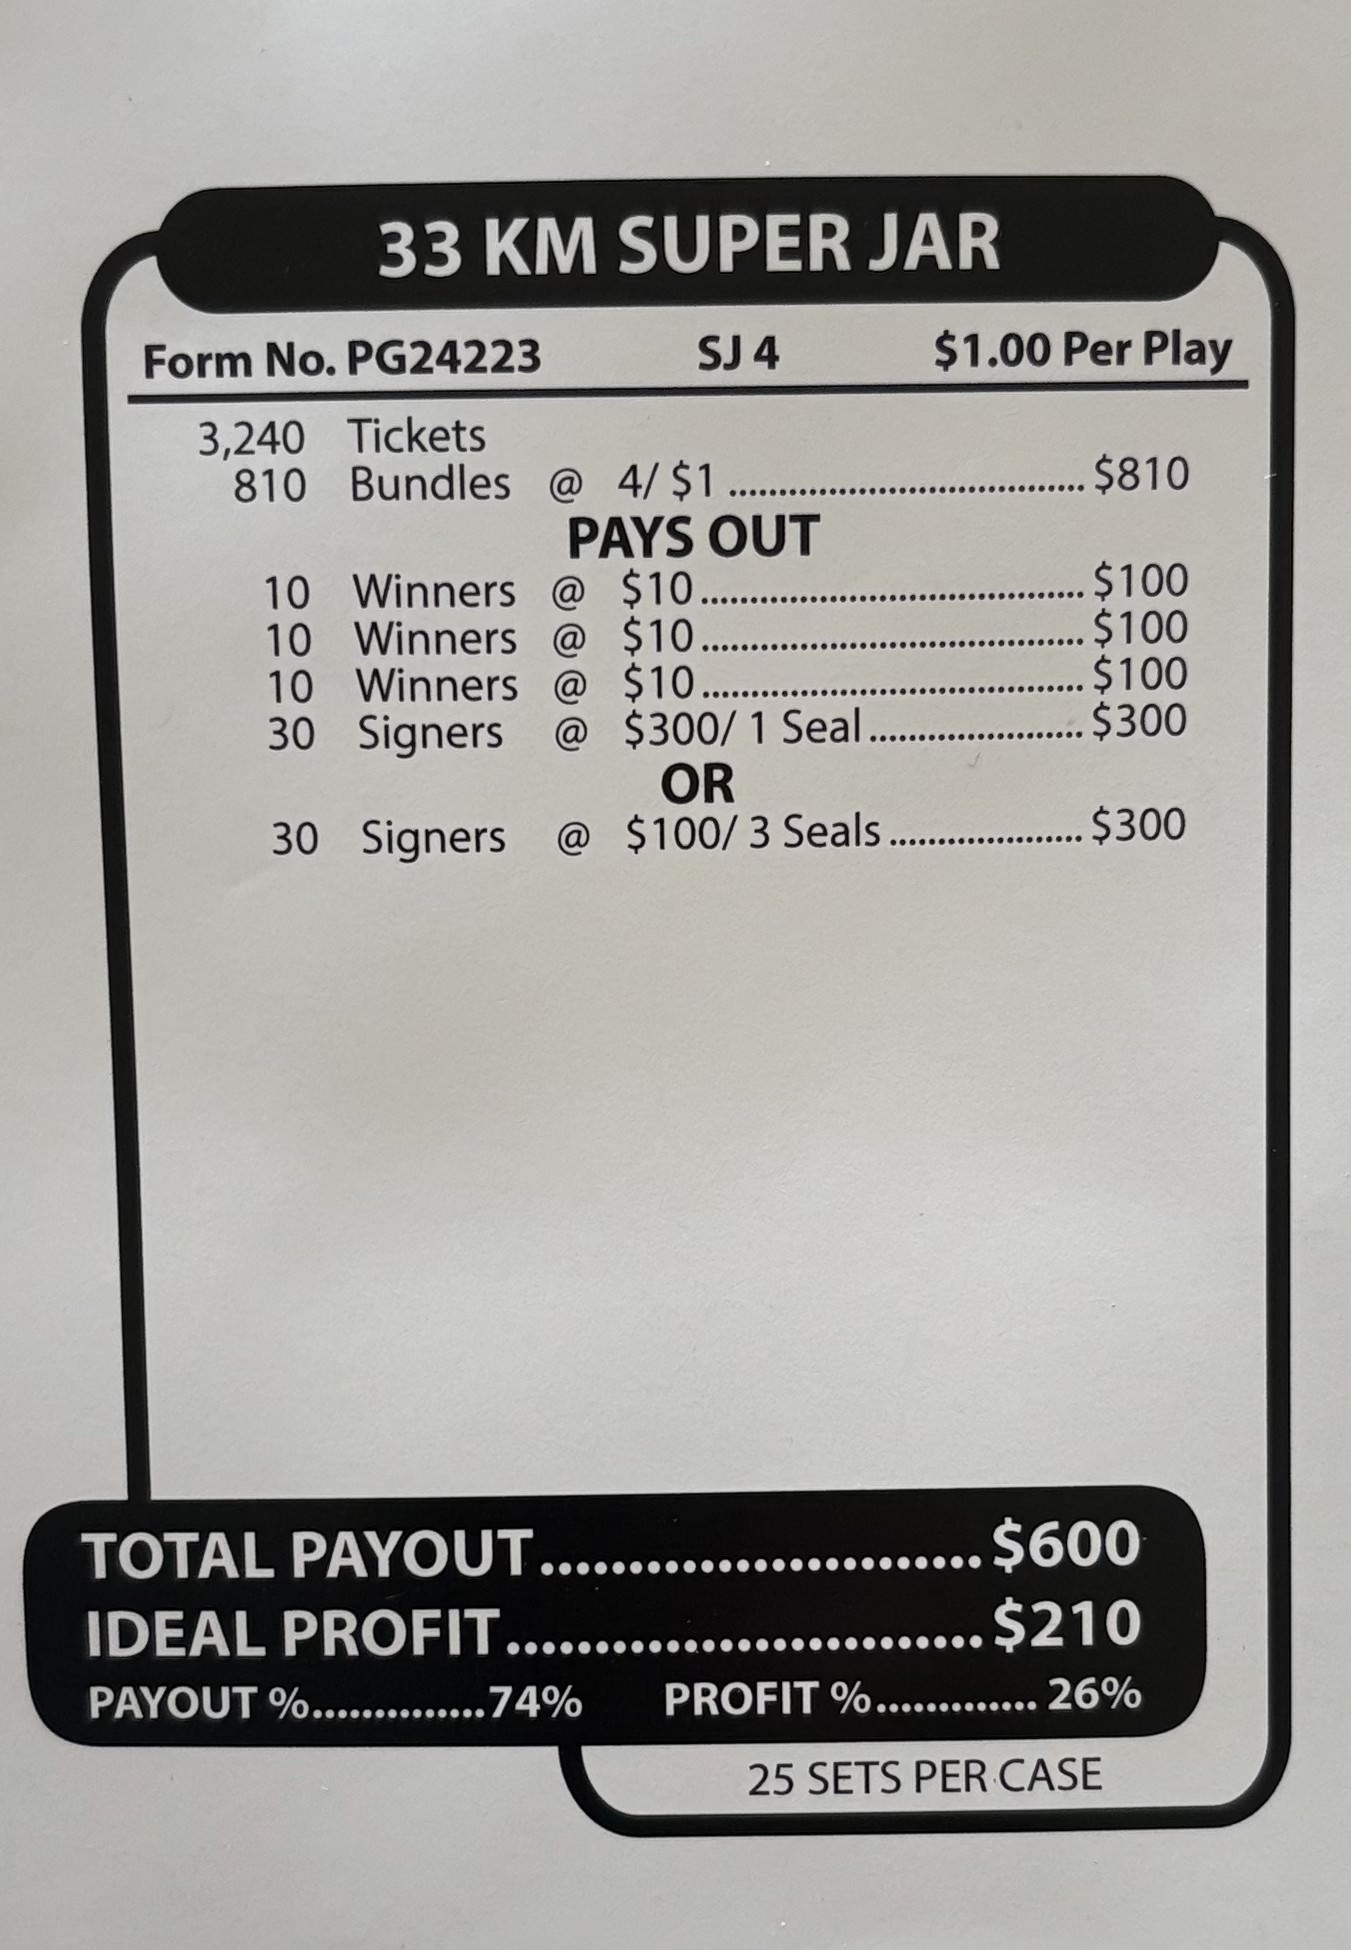 33 KM SUPER JAR
Form No. PG24223 SJ 4 $1.00 Per Play
3,240 Tickets
810 Bundles @ 4/ $1 .................................... $810
PAYS OUT
10 Winners @ $10....................................... $100
10 Winners @ $10....................................... $100
10 Winners @ $10....................................... $100
30 Signers @ $300/ 1 Seal...................... $300
OR
30 Signers @ $100/ 3 Seals.................... $300
TOTAL PAYOUT.......................... $600
IDEAL PROFIT............................ $210
PAYOUT %..............74% PROFIT %............. 26%
25 SETS PER CASE